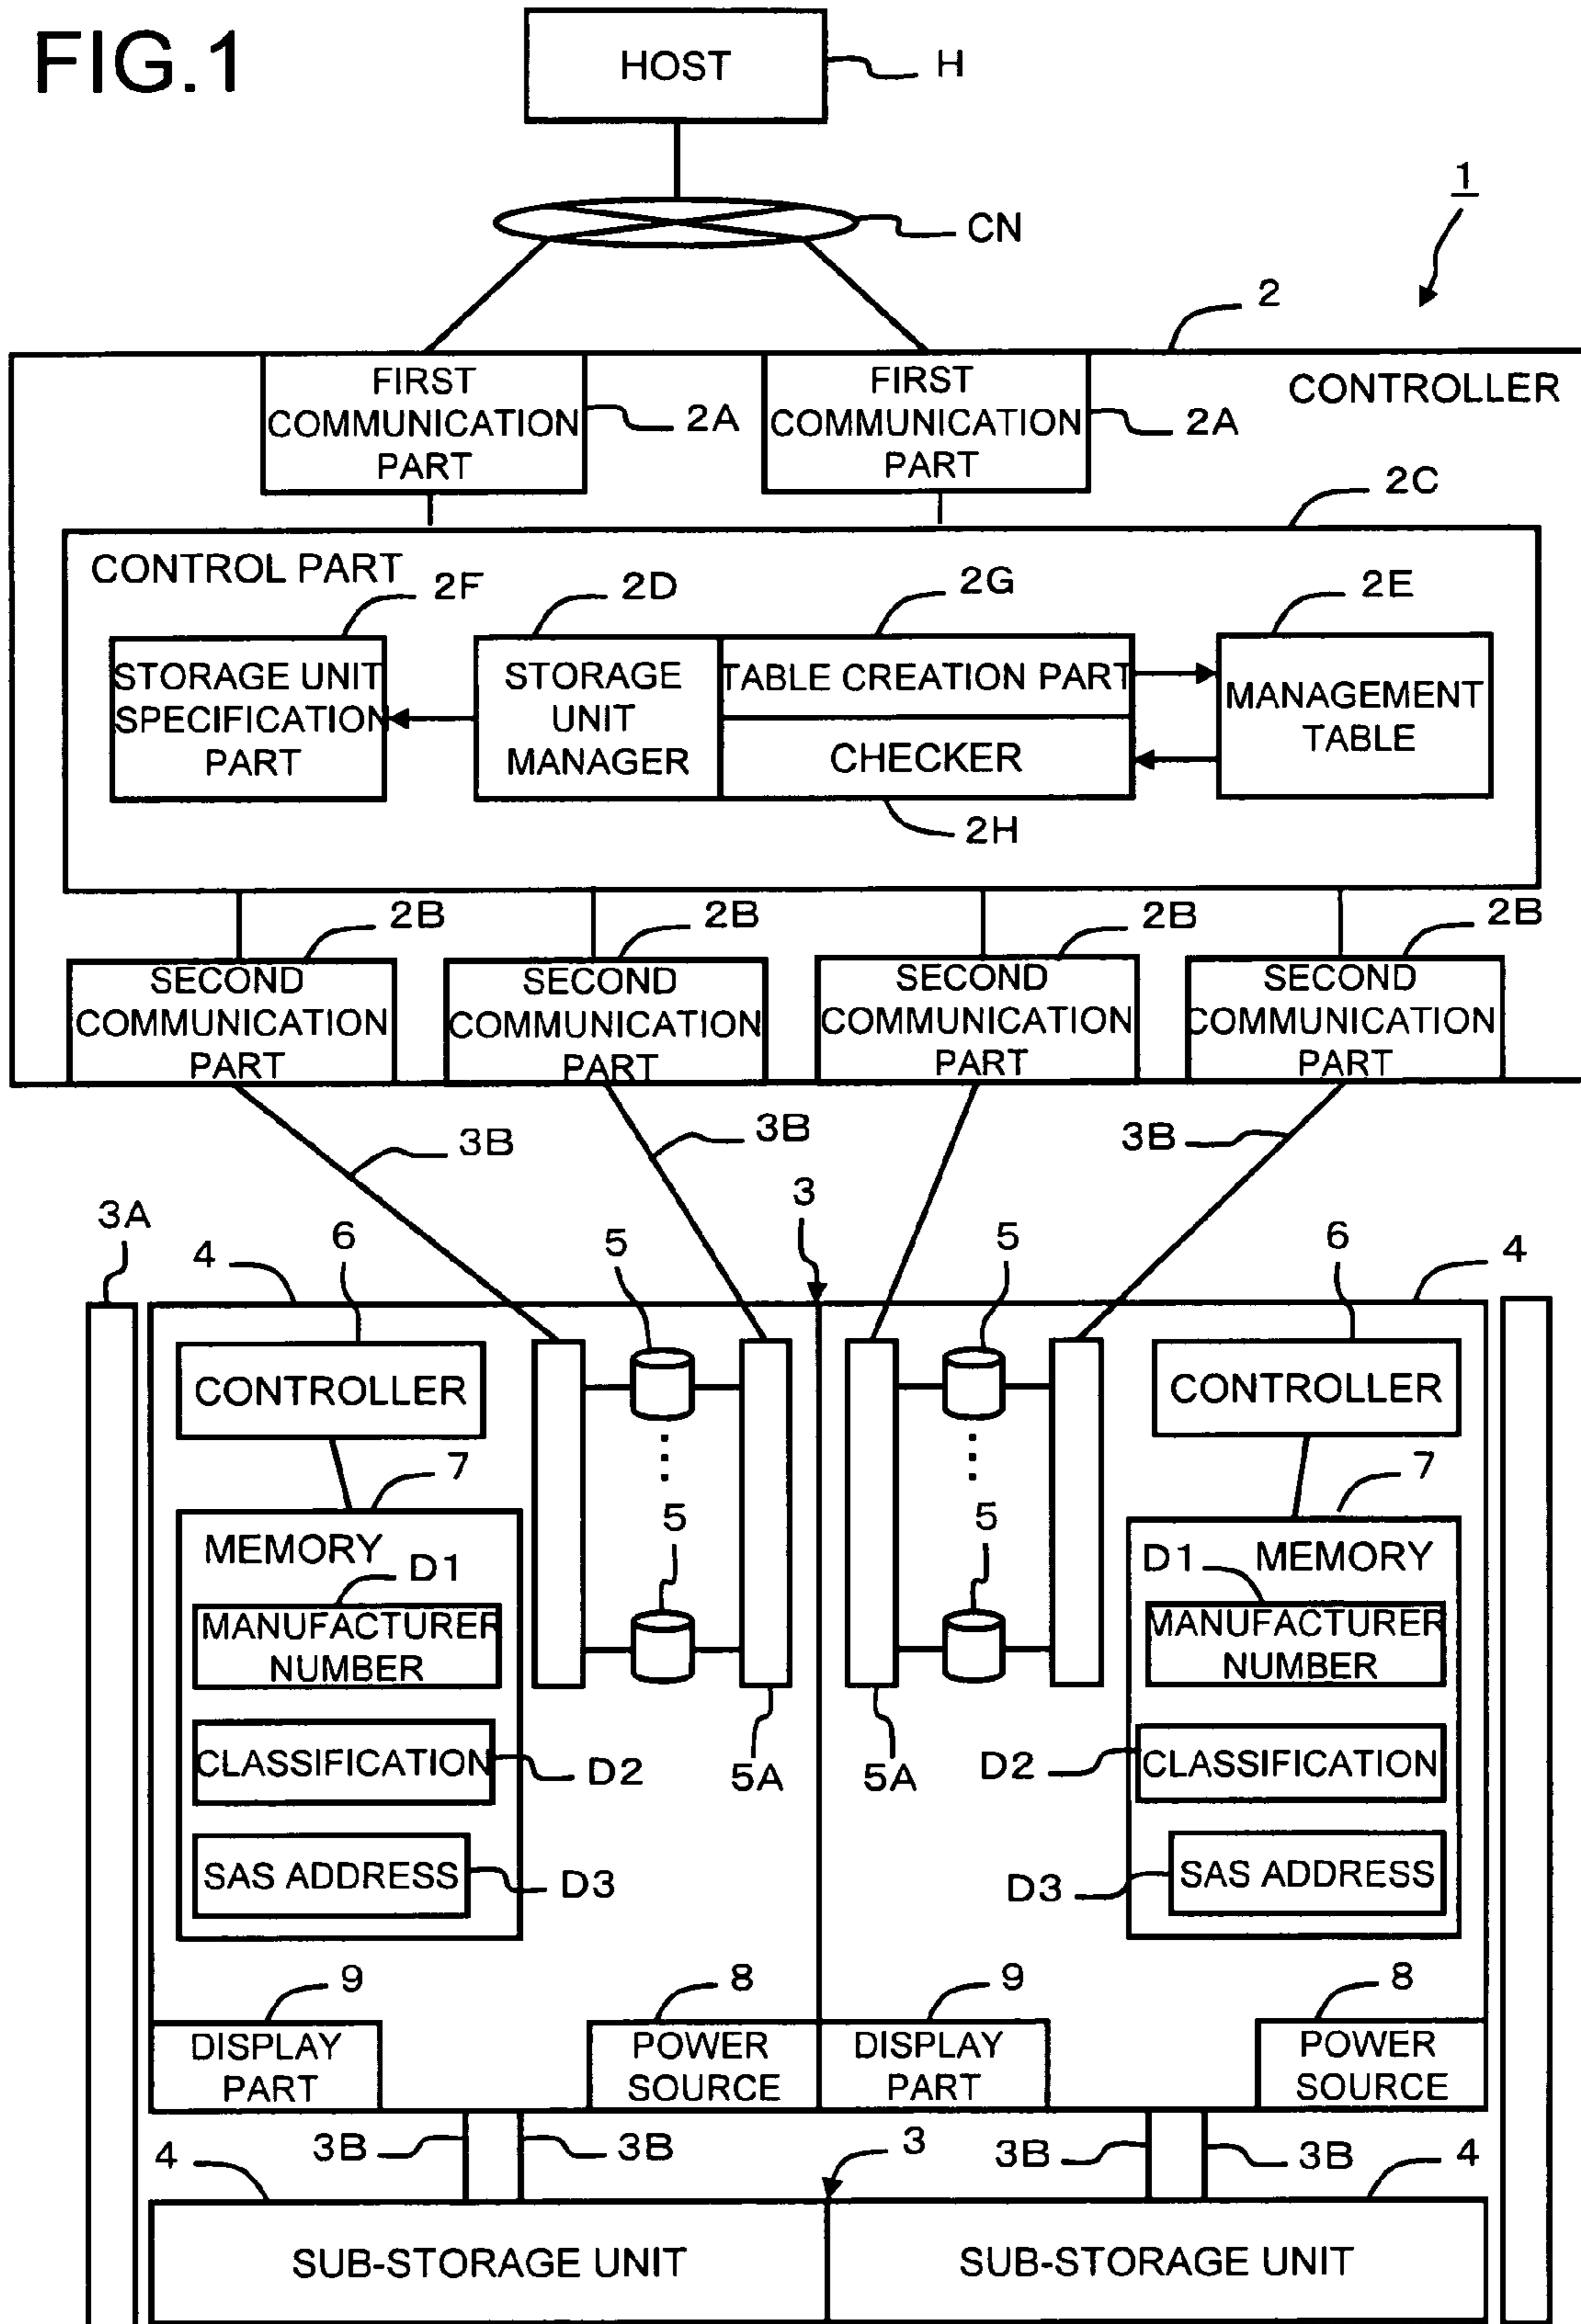 FIG.1
HOST
H
CN
1
2
CONTROLLER
FIRST
COMMUNICATION
PART
2A
FIRST
COMMUNICATION
PART
2A
2C
CONTROL PART
2F
2D
2G
2E
STORAGE UNIT
SPECIFICATION
PART
STORAGE
UNIT
MANAGER
TABLE CREATION PART
CHECKER
MANAGEMENT
TABLE
2H
2B
2B
2B
2B
SECOND
COMMUNICATION
PART
SECOND
COMMUNICATION
PART
SECOND
COMMUNICATION
PART
SECOND
COMMUNICATION
PART
3B
3B
3B
3A
4
6
5
3
5
6
4
CONTROLLER
CONTROLLER
7
7
5
5
MEMORY
D1
MANUFACTURER
NUMBER
CLASSIFICATION
D2
SAS ADDRESS
D3
5A
5A
D1
MEMORY
MANUFACTURER
NUMBER
D2
CLASSIFICATION
D3
SAS ADDRESS
9
8
9
8
DISPLAY
PART
POWER
SOURCE
DISPLAY
PART
POWER
SOURCE
4
3B
3B
3
3B
3B
4
SUB-STORAGE UNIT
SUB-STORAGE UNIT